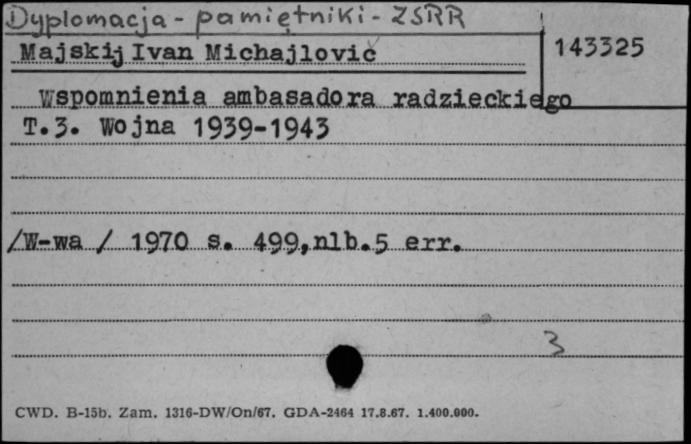 Dyplomacja - pamiętniki - ZSRR
Majskij Ivan Michajlovič
143325
Wspomnienia ambasadora radzieckiego
T.3. Wojna 1939-1943
/W-wa / 1970 s. 499,nlb.5 err.
3
CWD. B-15b. Zam. 1316-DW/On/67. GDA-2464 17.8.67. 1.400.000.